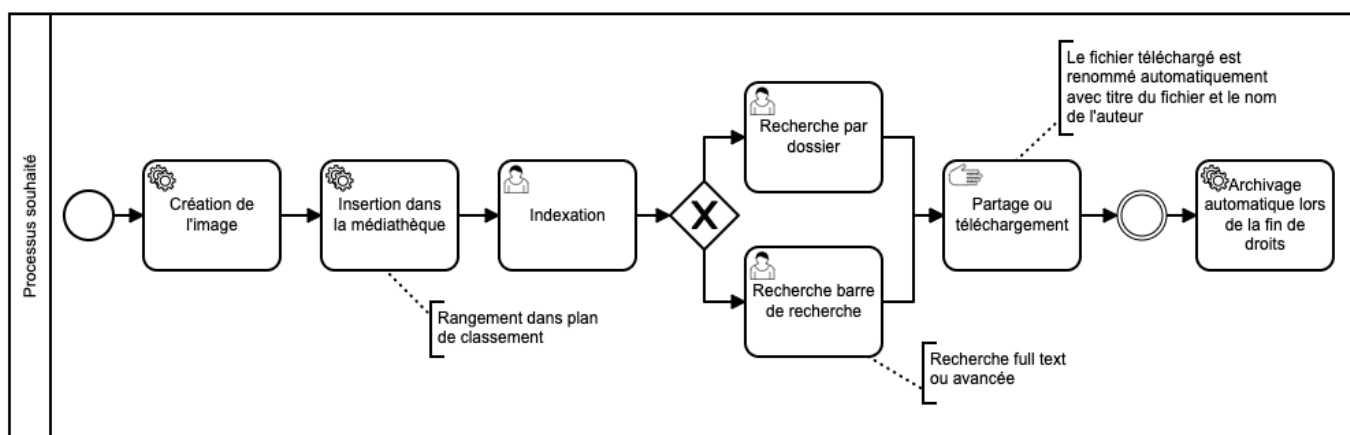 Processus souhaité
Création de
l'image
Insertion dans
la médiathèque
Rangement dans plan
de classement
Indexation
X
Recherche par
dossier
Recherche barre
de recherche
Recherche full text
ou avancée
Le fichier téléchargé est
renommé automatiquement
avec titre du fichier et le nom
de l'auteur
Partage ou
téléchargement
Archivage
automatique lors
de la fin de
droits